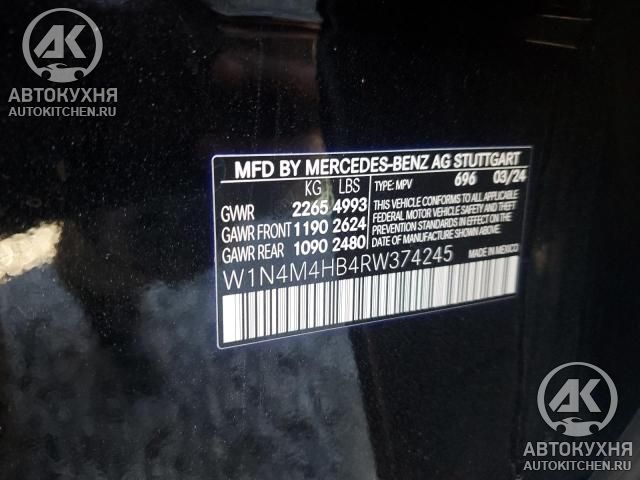 АК
АВТОКУХНЯ
AUTOKITCHEN.RU
MFD BY MERCEDES-BENZ AG STUTTGART
KG LBS TYPE: MPV 696 03/24
GVWR 2265 4993
GAWR FRONT 1190 2624
GAWR REAR 1090 2480
THIS VEHICLE CONFORMS TO ALL APPLICABLE
FEDERAL MOTOR VEHICLE SAFETY AND THEFT
PREVENTION STANDARDS IN EFFECT ON THE
DATE OF MANUFACTURE SHOWN ABOVE.
W1N4M4HB4RW374245
MADE IN MEXICO
АК
АВТОКУХНЯ
AUTOKITCHEN.RU